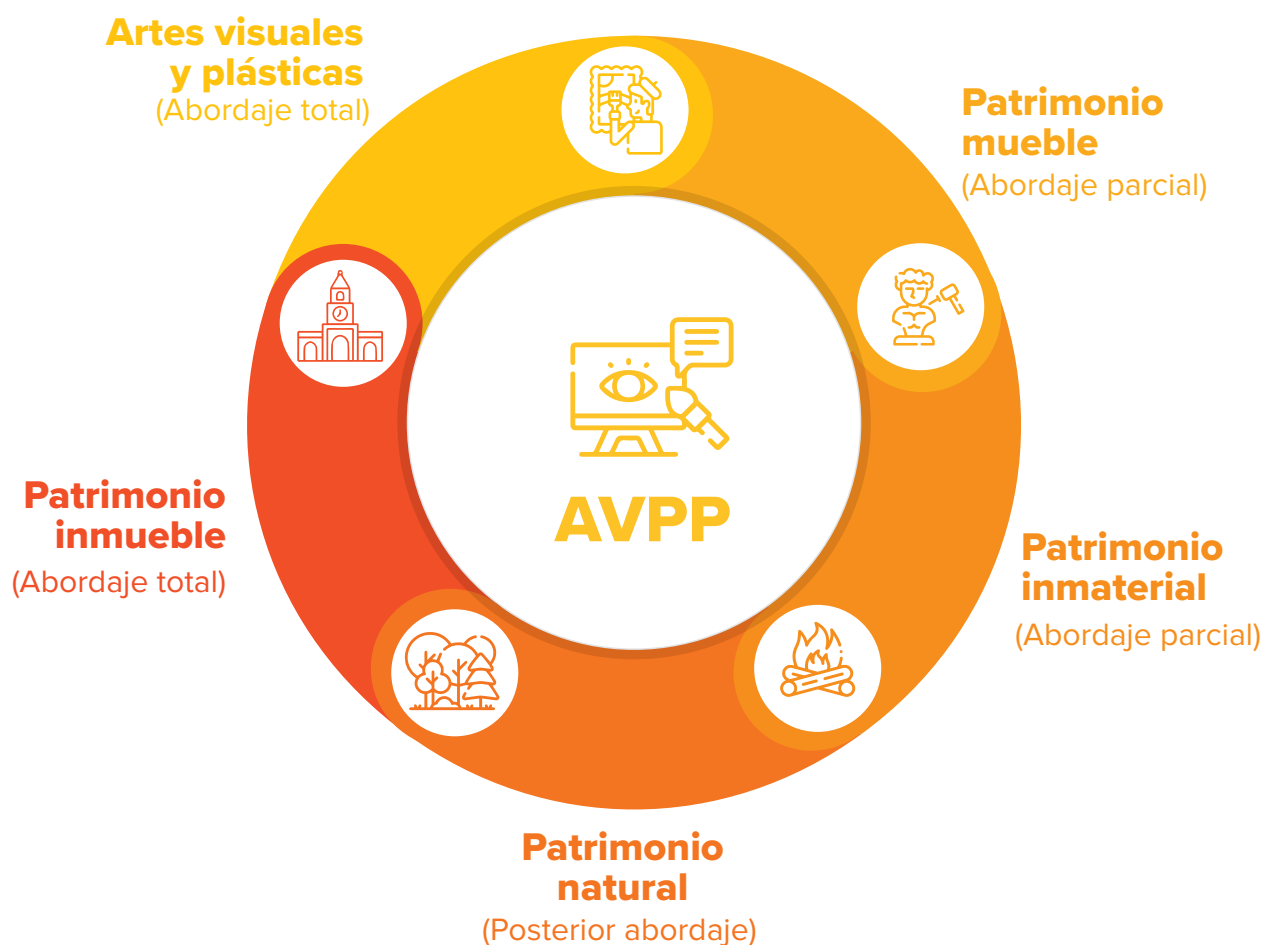 Artes visuales
y plásticas
(Abordaje total)
Patrimonio
mueble
(Abordaje parcial)
AVPP
Patrimonio
inmueble
(Abordaje total)
Patrimonio
inmaterial
(Abordaje parcial)
Patrimonio
natural
(Posterior abordaje)